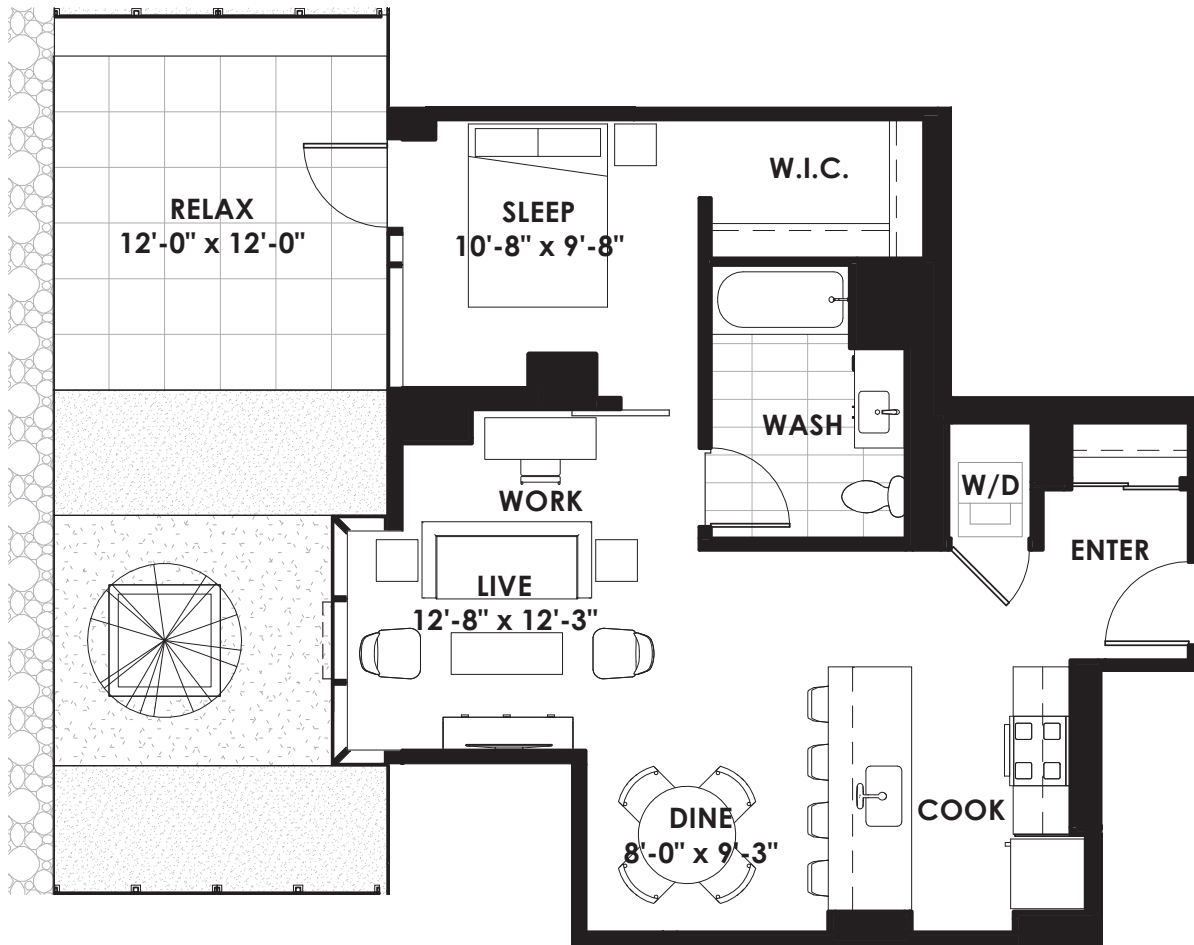 W.I.C.
RELAX
12'-0" x 12'-0"
SLEEP
10'-8" x 9'-8"
WASH
W/D
WORK
ENTER
LIVE
12'-8" x 12'-3"
COOK
DINE
8'-0" x 9'-3"